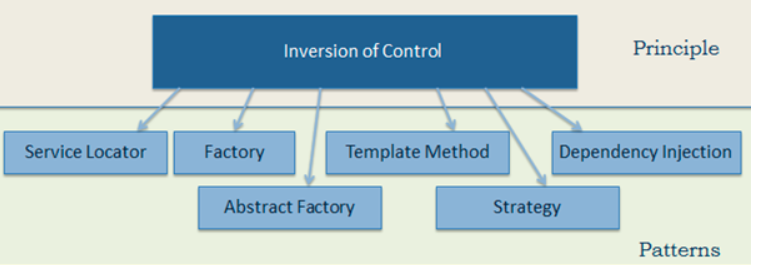 Inversion of Control
Principle
Service Locator
Factory
Template Method
Dependency Injection
Abstract Factory
Strategy
Patterns